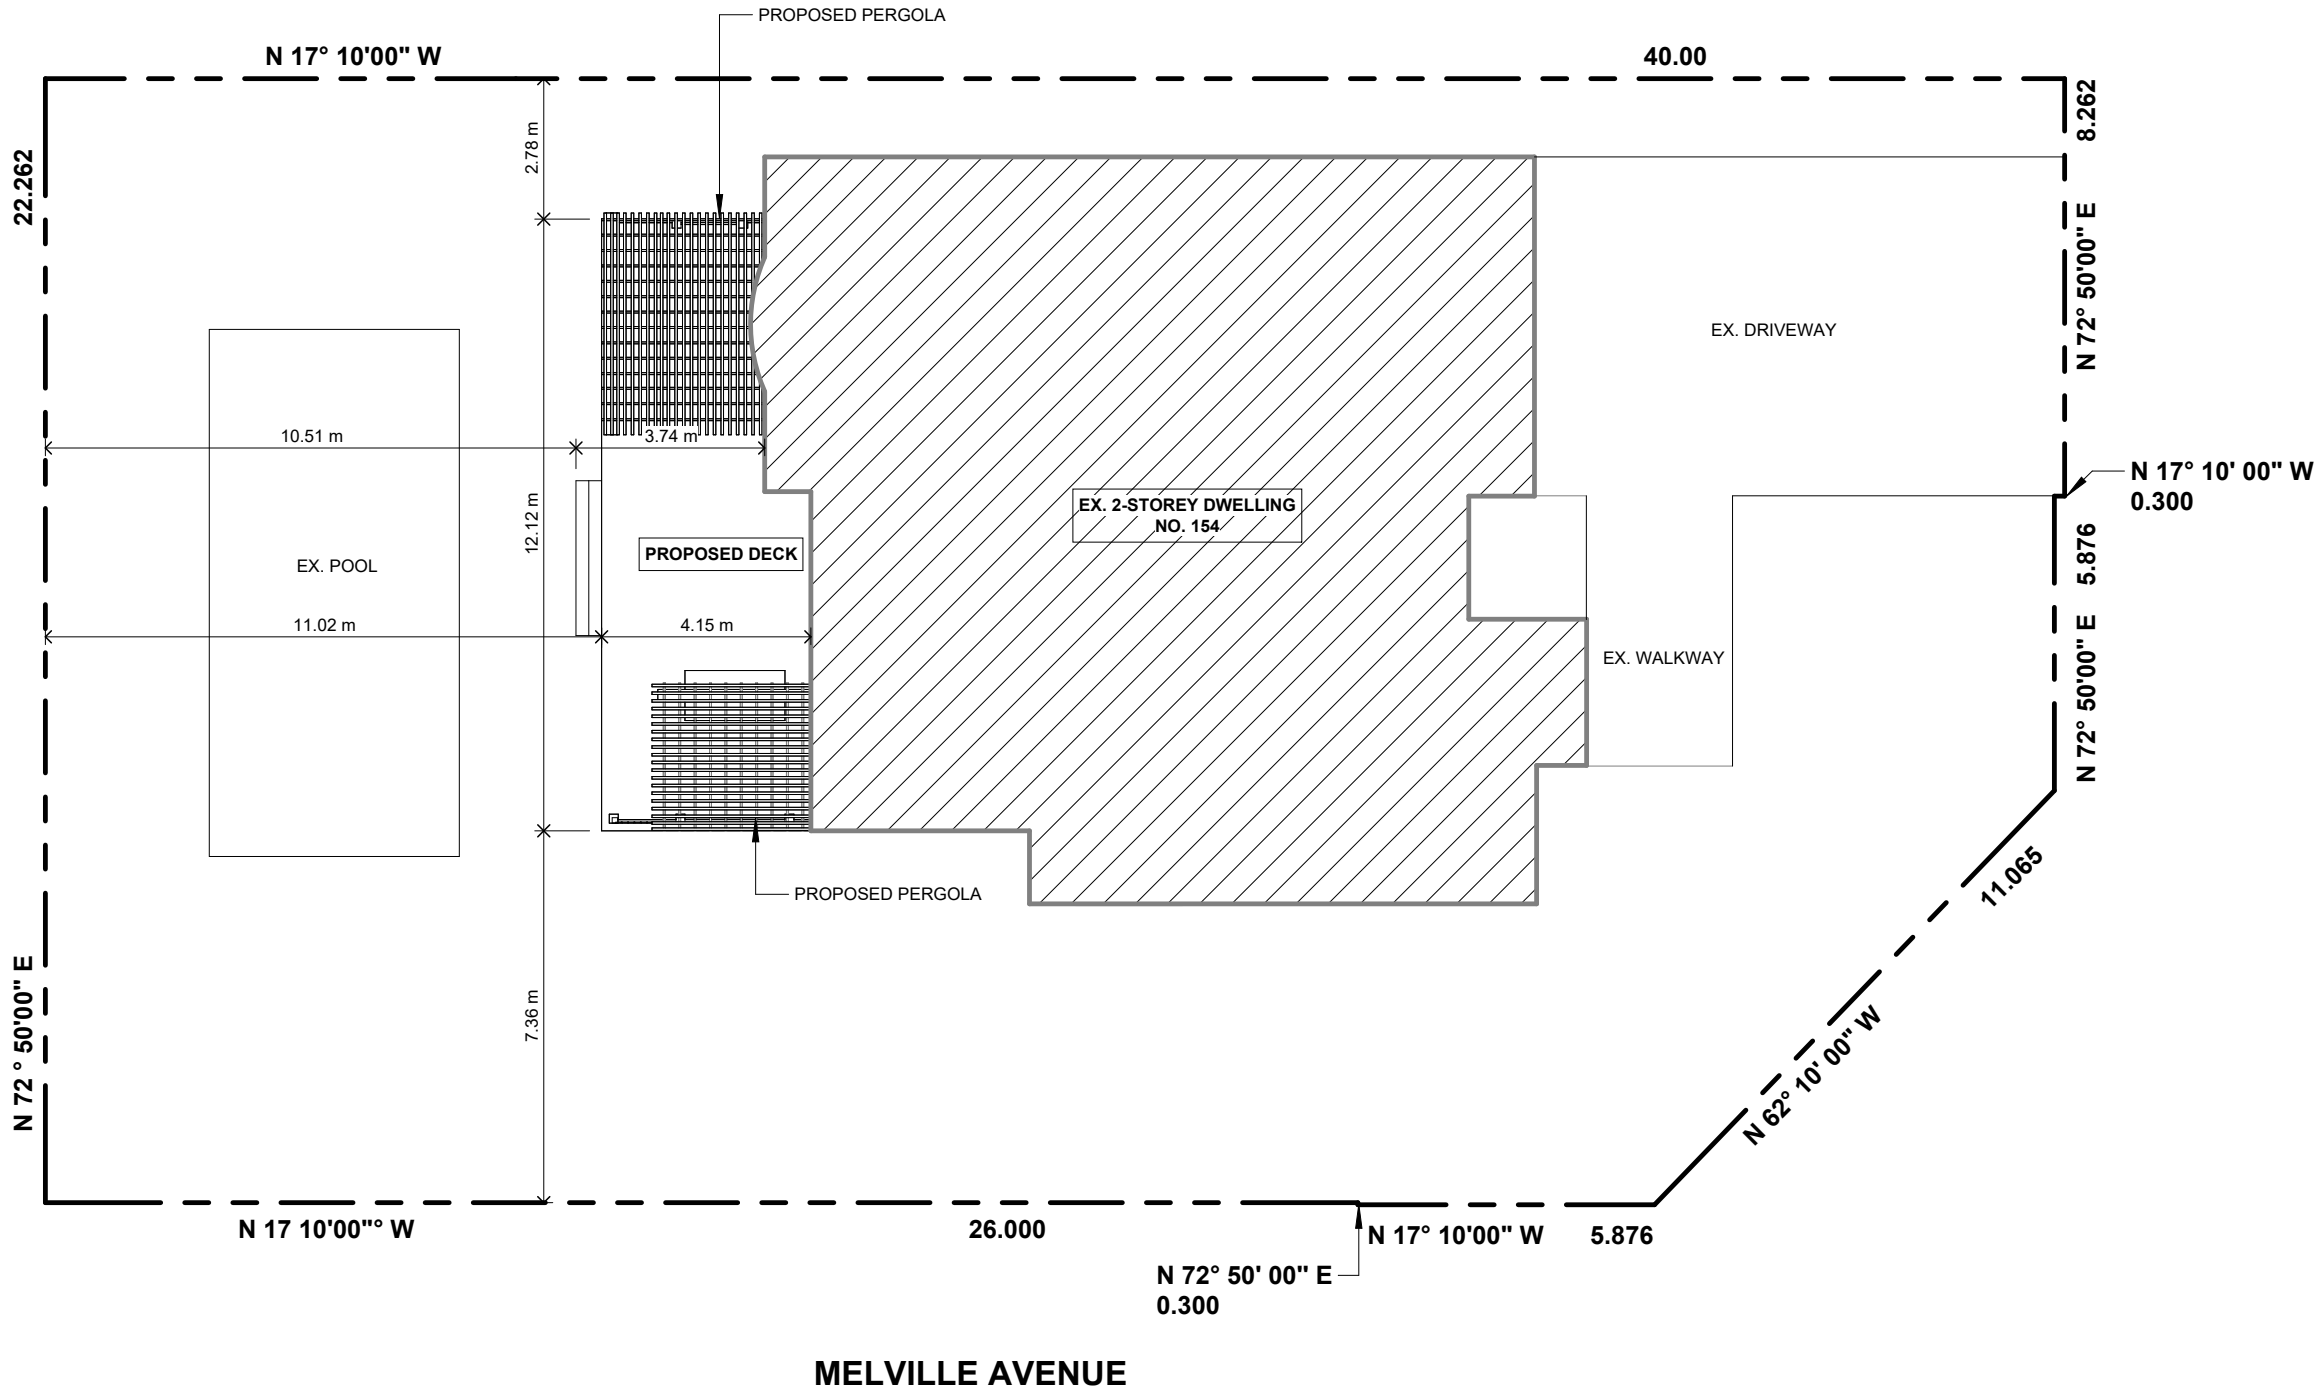 PROPOSED PERGOLA
N 17° 10'00" W
40.00
8.262
2.78 m
22.262
N 72° 50'00" E
EX. DRIVEWAY
10.51 m
3.74 m
N 17° 10' 00" W
0.300
EX. 2-STOREY DWELLING
NO. 154
12.12 m
PROPOSED DECK
5.876
EX. POOL
11.02 m
4.15 m
EX. WALKWAY
N 72° 50'00" E
11.065
PROPOSED PERGOLA
7.36 m
N 72 ° 50'00" E
N 62° 10' 00" W
N 17 10'00"° W
26.000
N 17° 10'00" W
5.876
N 72° 50' 00" E
0.300
MELVILLE AVENUE